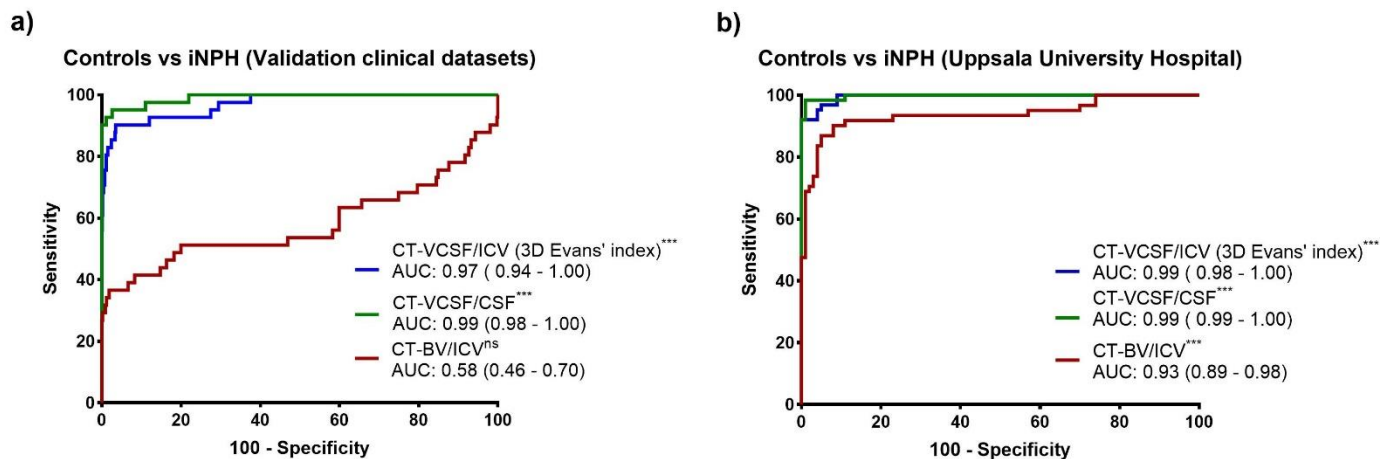 a)
Controls vs iNPH (Validation clinical datasets)
100
80
60
40
20
0
Sensitivity
0 20 40 60 80 100
100 - Specificity
CT-VCSF/ICV (3D Evans' index)***
AUC: 0.97 ( 0.94 - 1.00)
CT-VCSF/CSF***
AUC: 0.99 (0.98 - 1.00)
CT-BV/ICVns
AUC: 0.58 (0.46 - 0.70)
b)
Controls vs iNPH (Uppsala University Hospital)
100
80
60
40
20
0
Sensitivity
0 20 40 60 80 100
100 - Specificity
CT-VCSF/ICV (3D Evans' index)***
AUC: 0.99 ( 0.98 - 1.00)
CT-VCSF/CSF***
AUC: 0.99 ( 0.99 - 1.00)
CT-BV/ICV***
AUC: 0.93 (0.89 - 0.98)